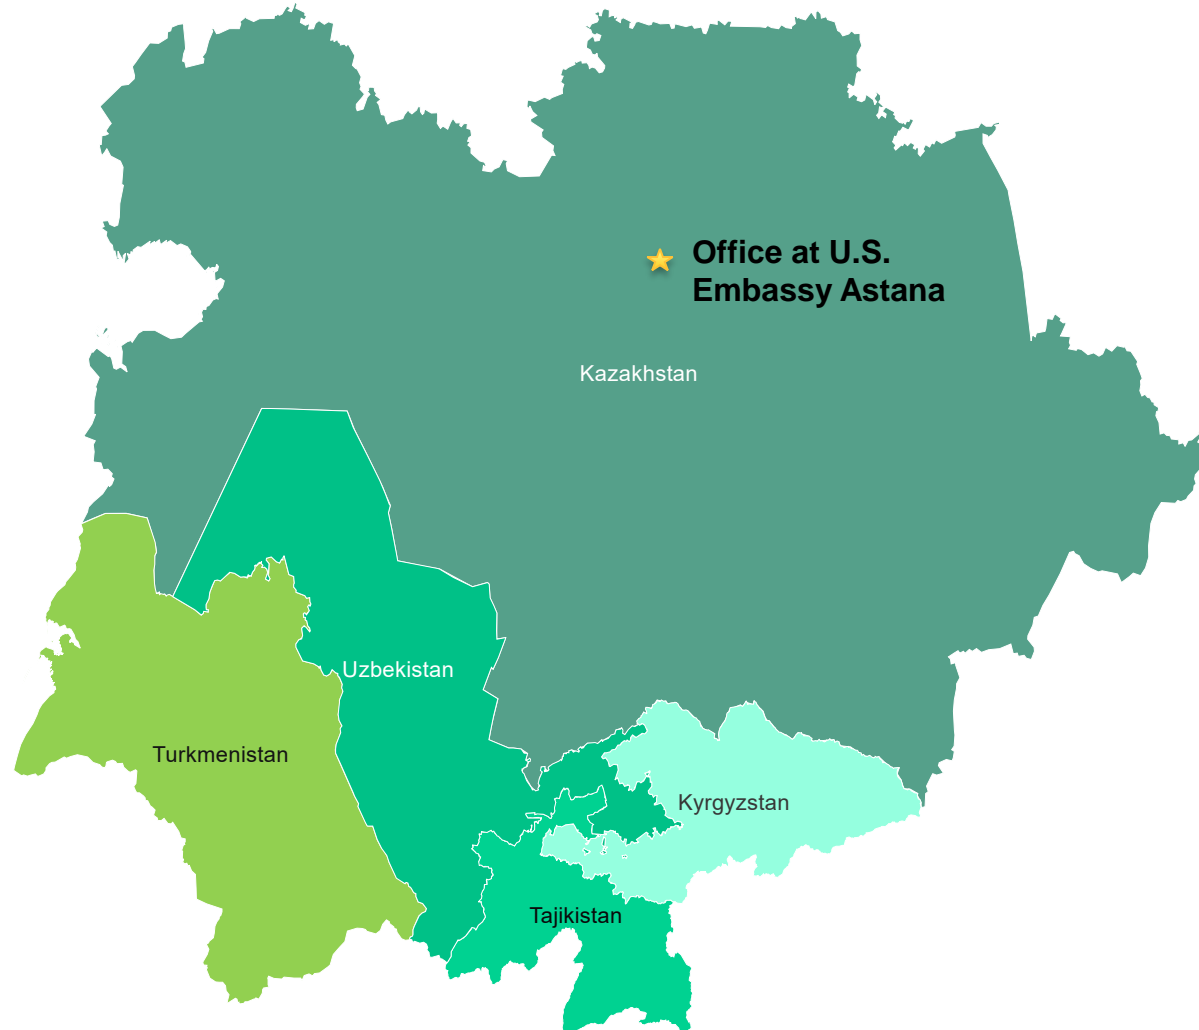 Office at U.S.
Embassy Astana
Kazakhstan
Uzbekistan
Turkmenistan
Kyrgyzstan
Tajikistan